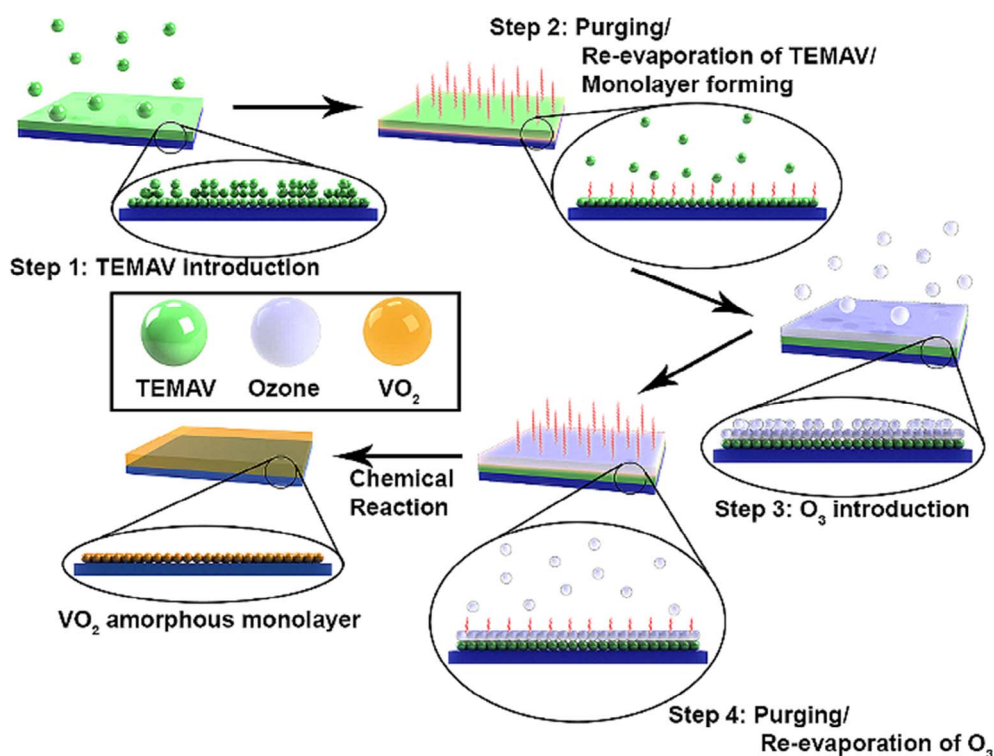 Step 1: TEMAV Introduction
Step 2: Purging/
Re-evaporation of TEMAV/
Monolayer forming
Step 3: O₃ introduction
Step 4: Purging/
Re-evaporation of O₃
Chemical
Reaction
VO₂ amorphous monolayer
TEMAV
Ozone
VO₂